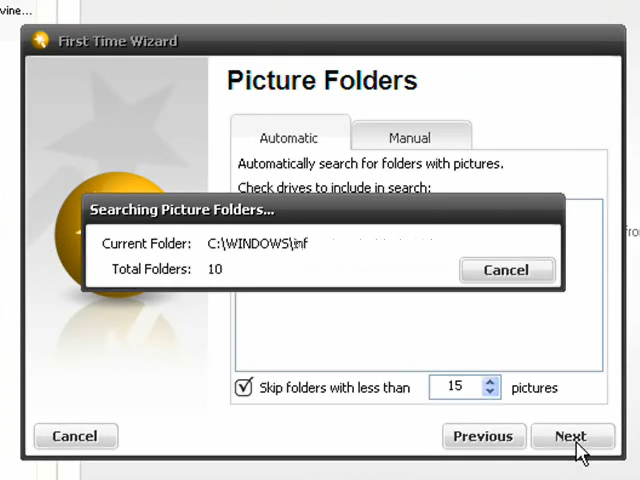 vine...
First Time Wizard
Picture Folders
Automatic
Manual
Automatically search for folders with pictures.
Check drives to include in search:
Searching Picture Folders...
Current Folder: C:\WINDOWS\inf
Total Folders: 10
Cancel
Skip folders with less than 15 pictures
Cancel
Previous
Next